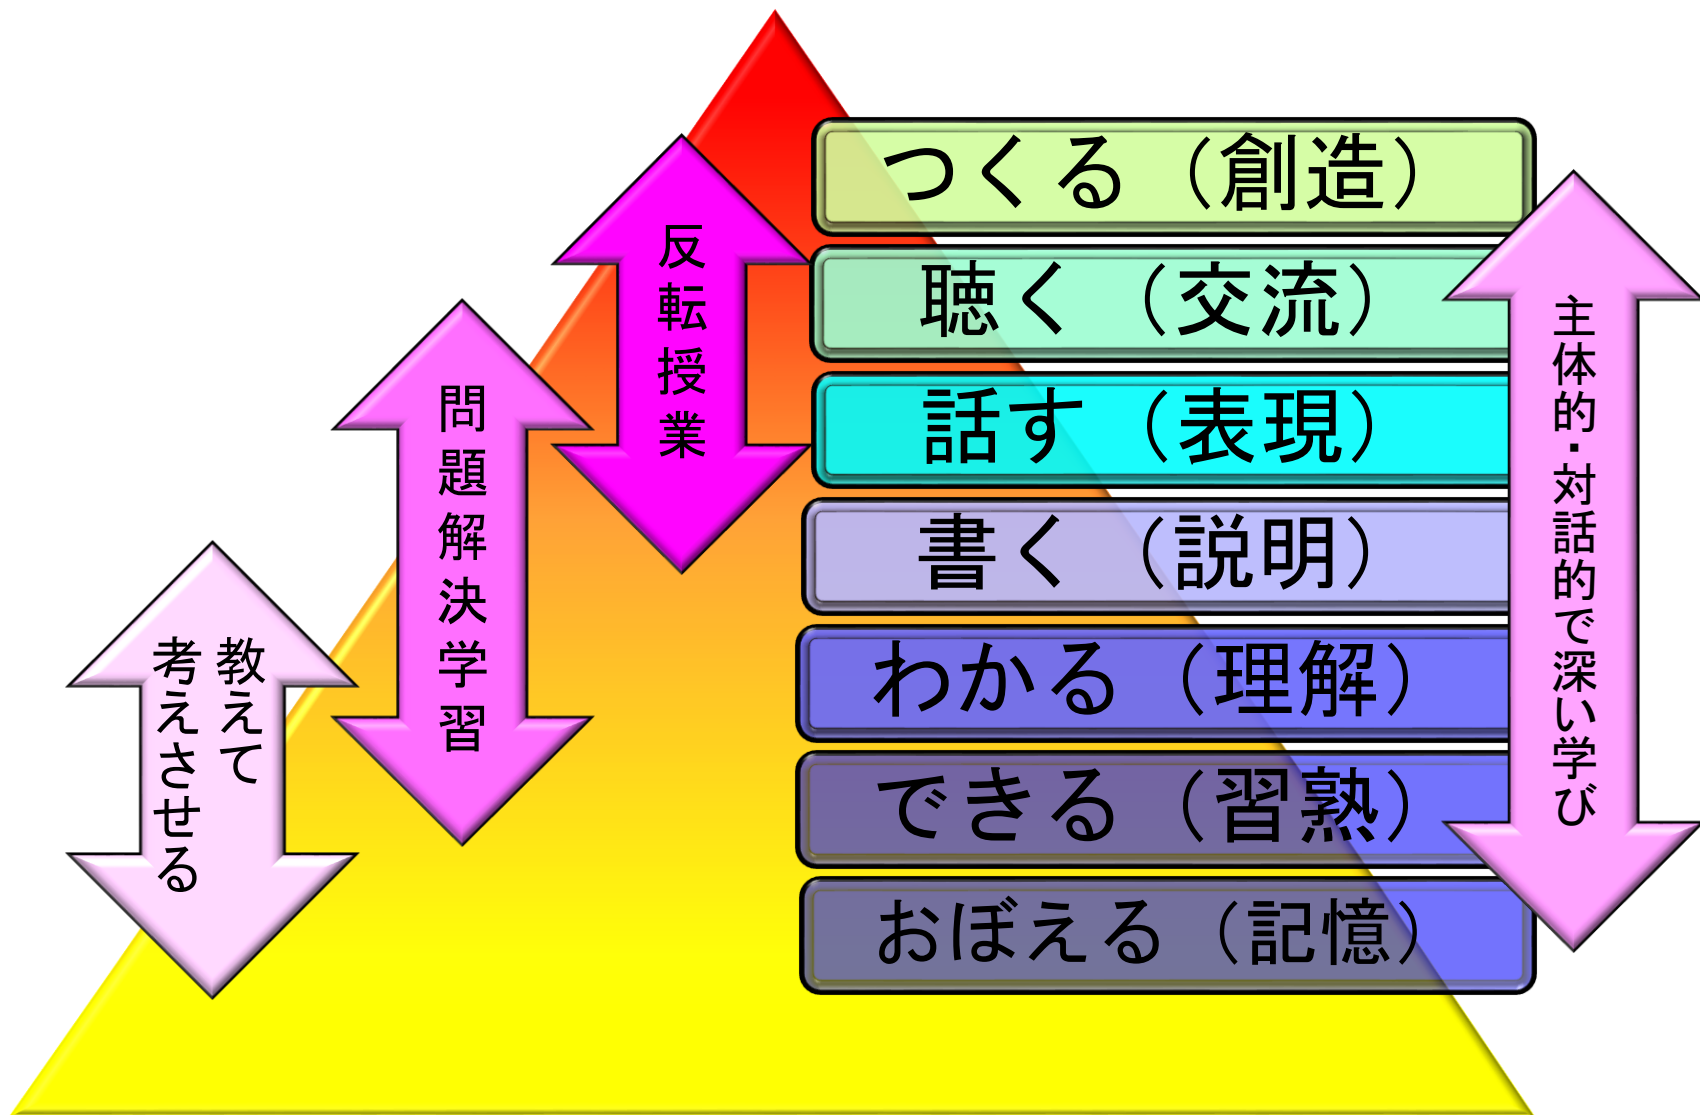 つくる（創造）
聴く（交流）
話す（表現）
書く（説明）
わかる（理解）
できる（習熟）
おぼえる（記憶）
反転授業
問題解決学習
教えて
考えさせる
主体的・対話的で深い学び